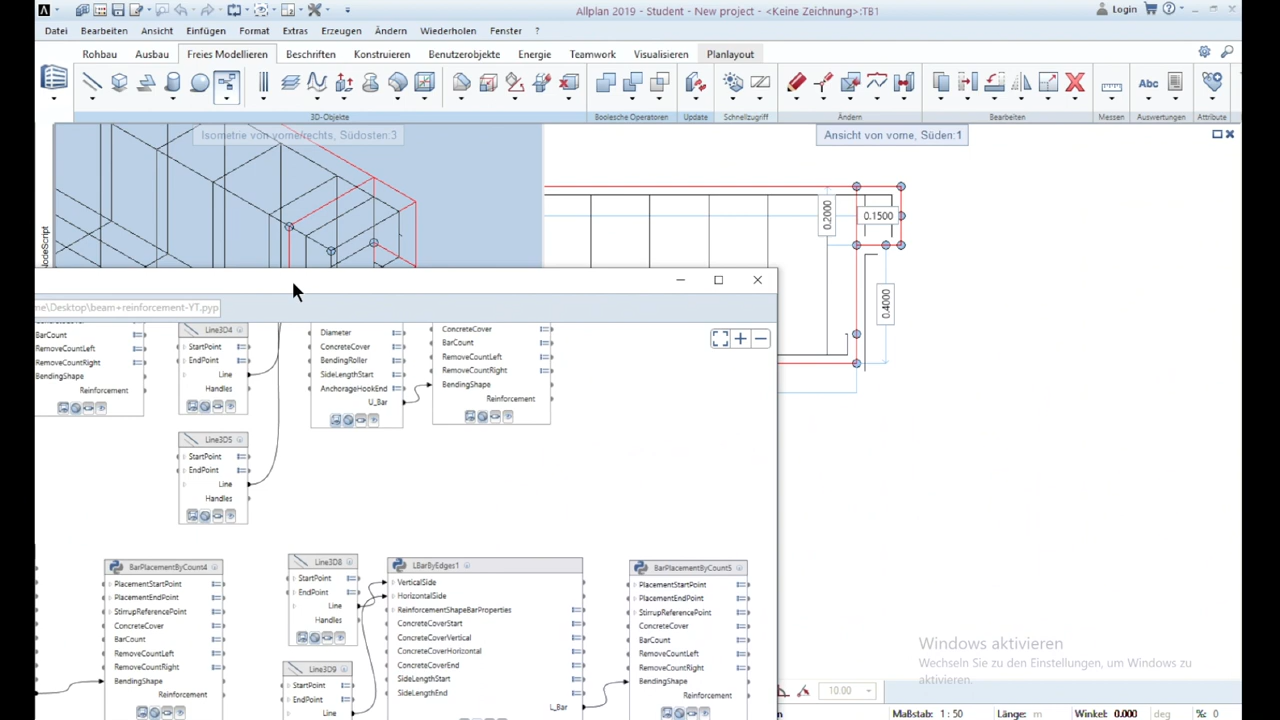 Allplan 2019 - Student - New project - <Keine Zeichnung>:TB1
Login
Datei Bearbeiten Ansicht Einfügen Format Extras Erzeugen Ändern Wiederholen Fenster ?
Rohbau Ausbau Freies Modellieren Beschriften Konstruieren Benutzerobjekte Energie Teamwork Visualisieren Planlayout
Abc
3D-Objekte Boolesche Operatoren Update Schnellzugriff Ändern Bearbeiten Messen Auswertungen Attribute
Isometrie von vorne/rechts, Südosten:3
Ansicht von vorne, Süden:1
NodeScript
0.2000
0.1500
0.4000
me\Desktop\beam+reinforcement-YT.pyp
BarCount
RemoveCountLeft
RemoveCountRight
BendingShape
Reinforcement
Line3D4
StartPoint
EndPoint
Line
Handles
Diameter
ConcreteCover
BendingRoller
SideLengthStart
AnchorageHookEnd
U_Bar
ConcreteCover
BarCount
RemoveCountLeft
RemoveCountRight
BendingShape
Reinforcement
Line3D5
StartPoint
EndPoint
Line
Handles
BarPlacementByCount4
PlacementStartPoint
PlacementEndPoint
StirrupReferencePoint
ConcreteCover
BarCount
RemoveCountLeft
RemoveCountRight
BendingShape
Reinforcement
Line3D8
StartPoint
EndPoint
Line
Handles
Line3D9
StartPoint
EndPoint
Line
LBarByEdges1
VerticalSide
HorizontalSide
ReinforcementShapeBarProperties
ConcreteCoverStart
ConcreteCoverVertical
ConcreteCoverHorizontal
ConcreteCoverEnd
SideLengthStart
SideLengthEnd
L_Bar
BarPlacementByCount5
PlacementStartPoint
PlacementEndPoint
StirrupReferencePoint
ConcreteCover
BarCount
RemoveCountLeft
RemoveCountRight
BendingShape
Reinforcement
Windows aktivieren
Wechseln Sie zu den Einstellungen, um Windows zu
aktivieren.
10.00
Maßstab: 1 : 50 Länge: m Winkel: 0.000 deg %: 0